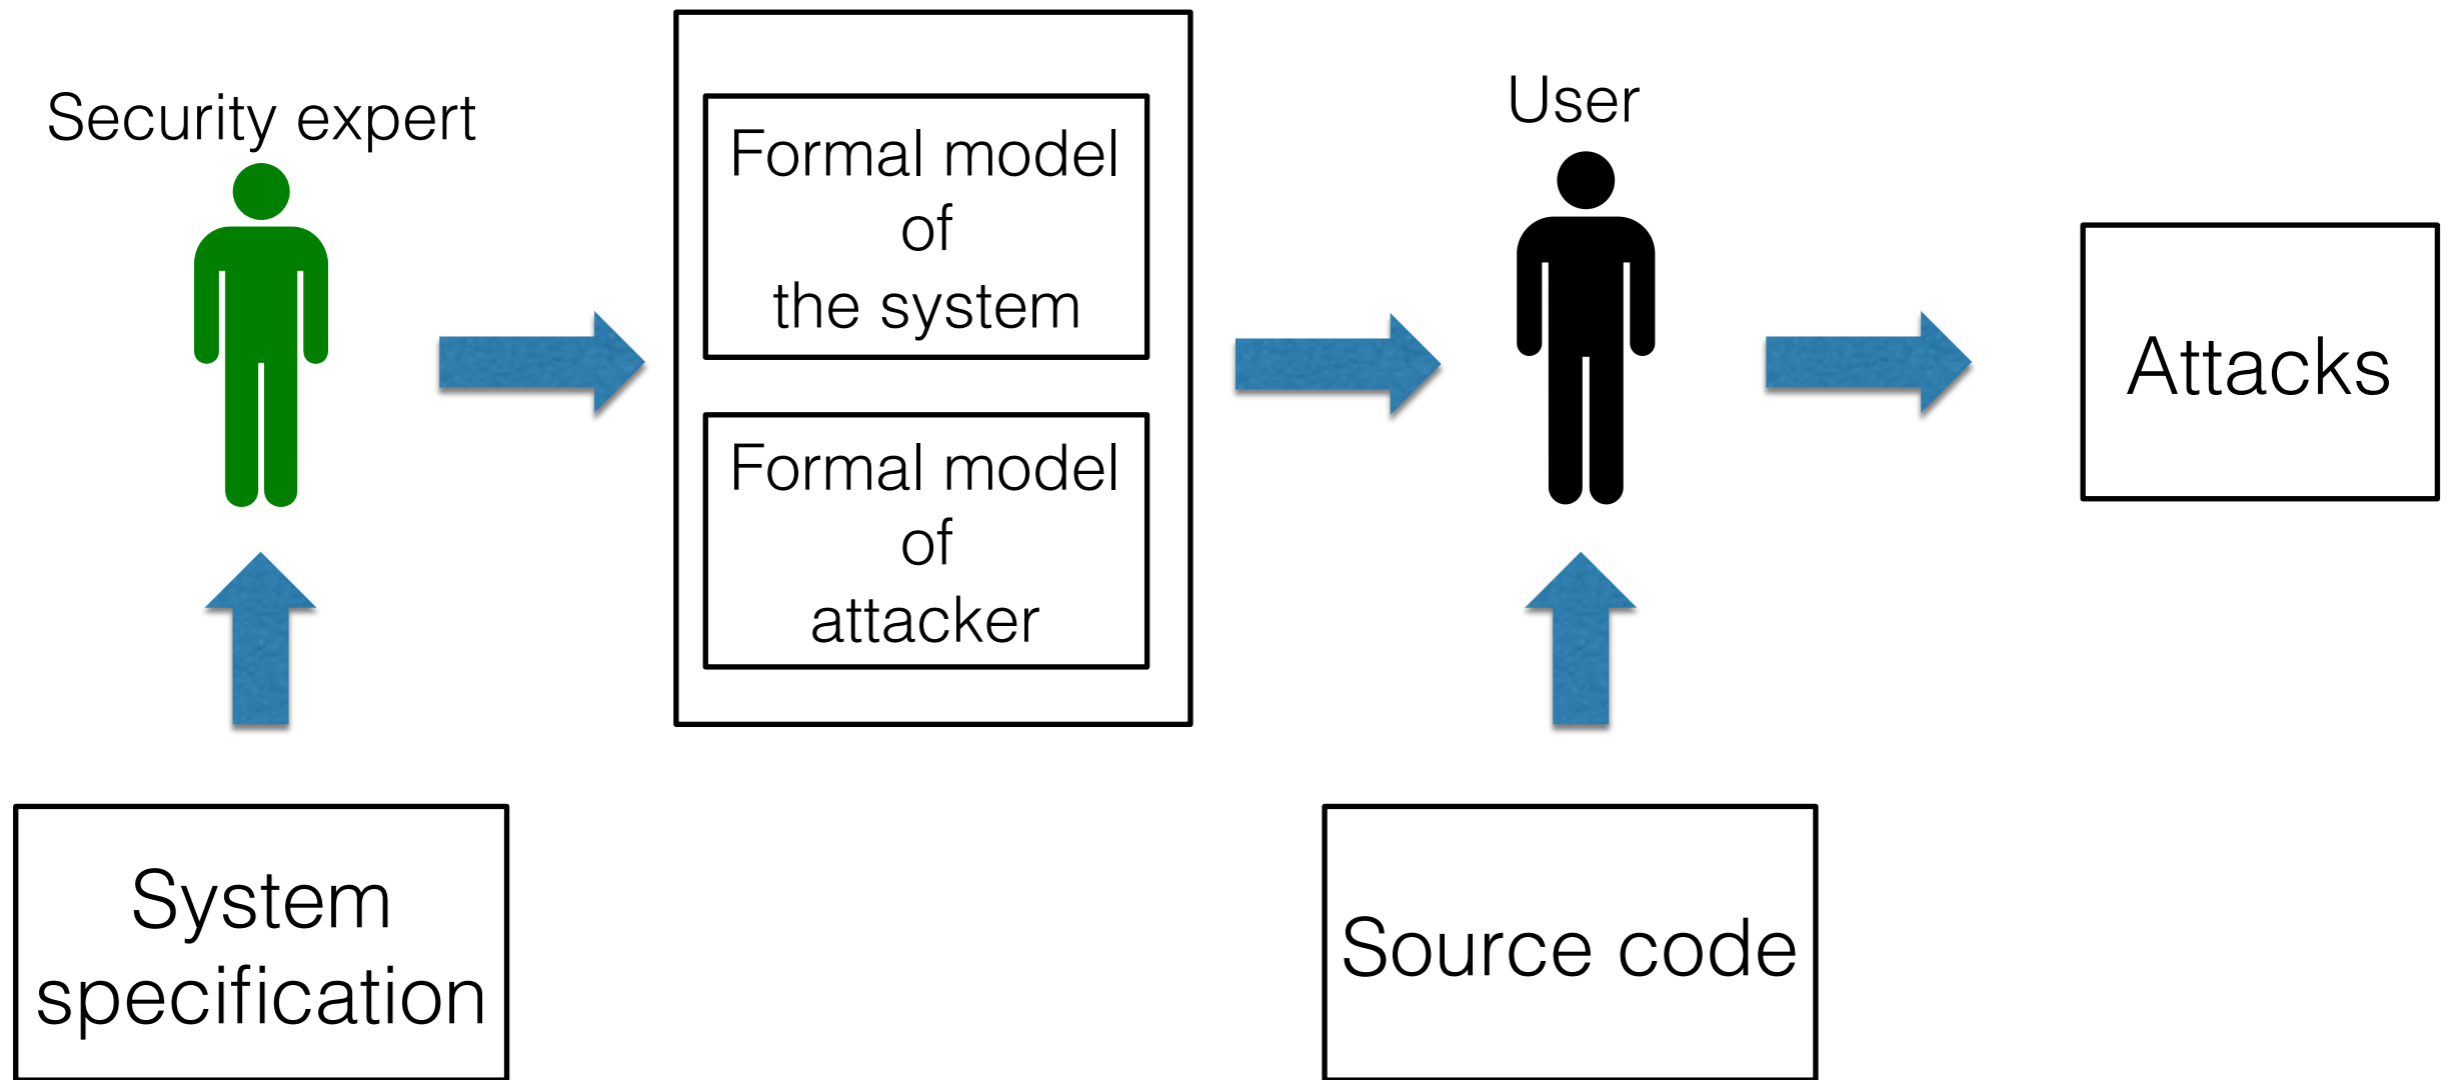 Security expert
Formal model
of
the system
Formal model
of
attacker
User
Attacks
System
specification
Source code